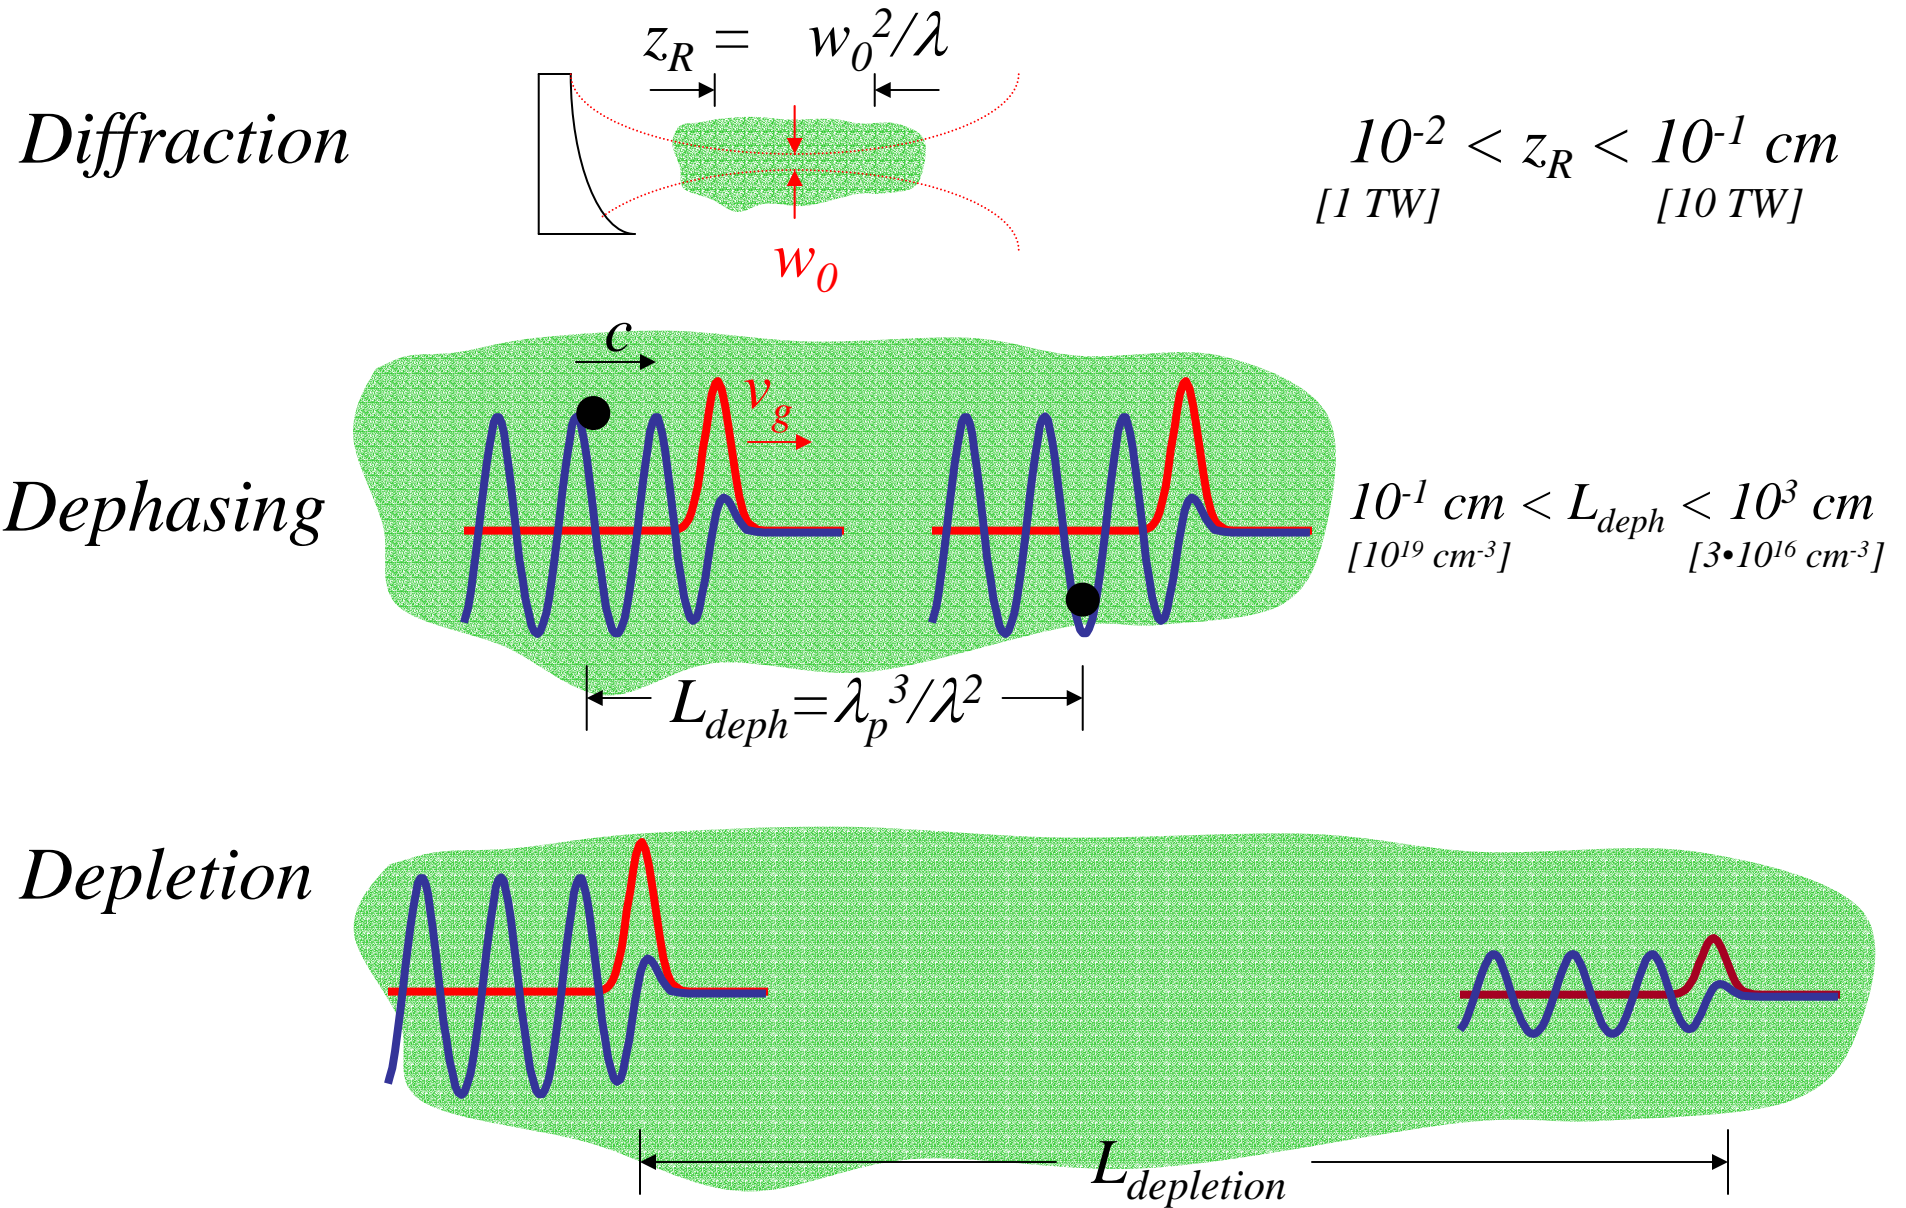 z_R = w_0^2/λ
Diffraction
10^-2 < z_R < 10^-1 cm
[1 TW] [10 TW]
w_0
c
v_g
Dephasing
10^-1 cm < L_deph < 10^3 cm
[10^19 cm^-3] [3•10^16 cm^-3]
L_deph=λ_p^3/λ^2
Depletion
L_depletion